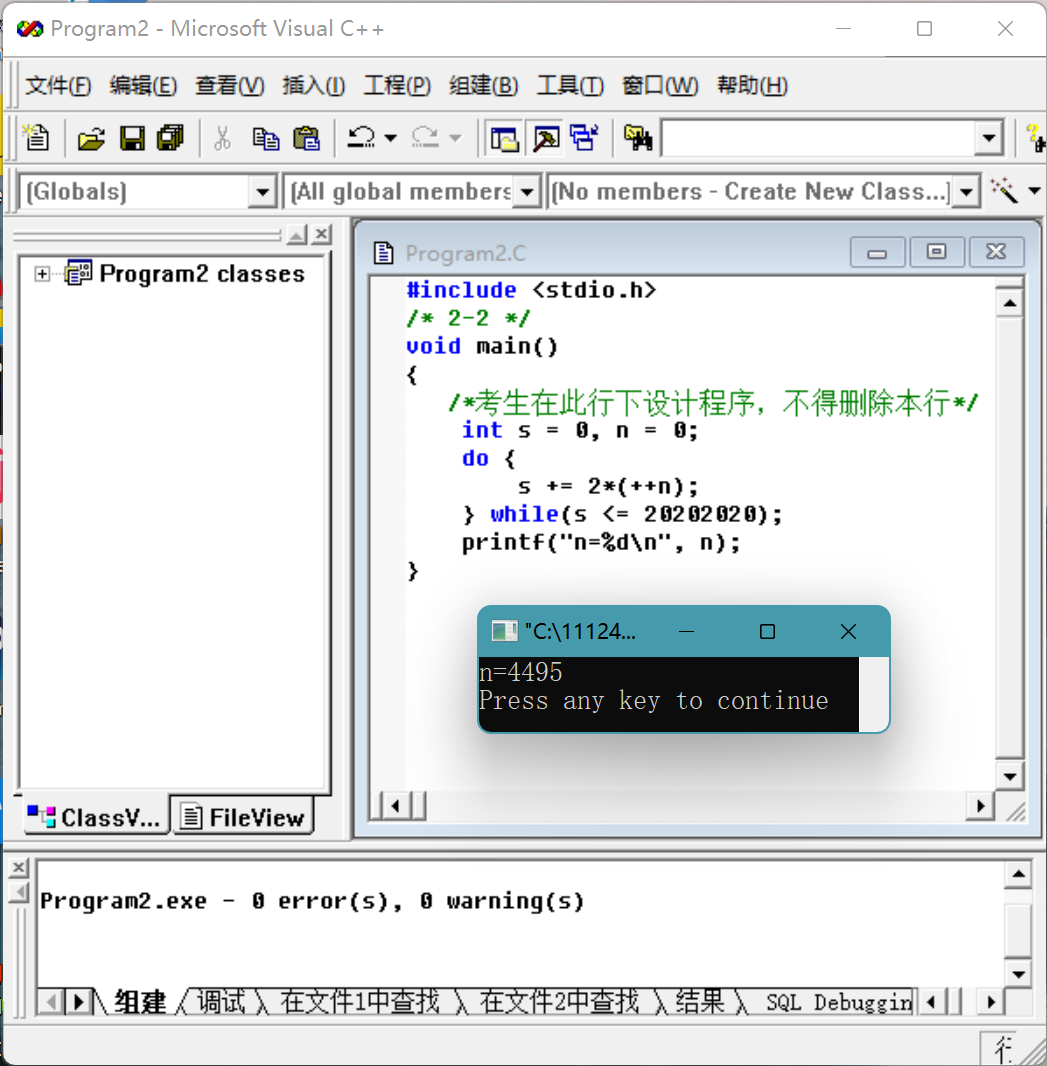 Program2 - Microsoft Visual C++
文件(F) 编辑(E) 查看(V) 插入(I) 工程(P) 组建(B) 工具(T) 窗口(W) 帮助(H)
(Globals) (All global members (No members - Create New Class...)
Program2 classes
Program2.C
#include <stdio.h>
/* 2-2 */
void main()
{
/*考生在此行下设计程序，不得删除本行*/
int s = 0, n = 0;
do {
s += 2*(++n);
} while(s <= 20202020);
printf("n=%d\n", n);
}
"C:\11124...
n=4495
Press any key to continue
ClassV... FileView
Program2.exe - 0 error(s), 0 warning(s)
组建 调试 在文件1中查找 在文件2中查找 结果 SQL Debuggin
行